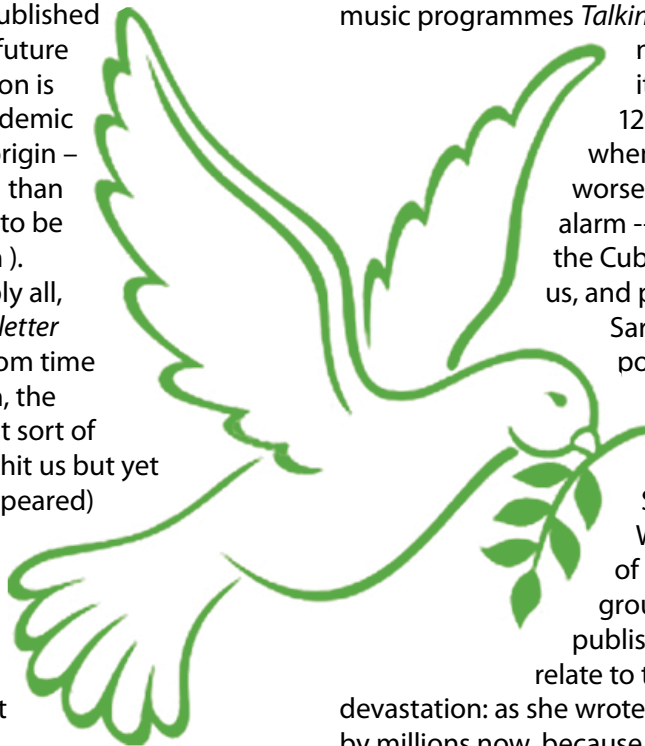 ublished
future
on is
demic
rigin –
than
to be
).
ly all,
letter
om time
, the
t sort of
hit us but yet
peared)
t
music programmes Talkin
12
when
worse
alarm --
the Cub
us, and p
Sar
po
S
W
of
grou
publis
relate to t
devastation: as she wrote
by millions now, because